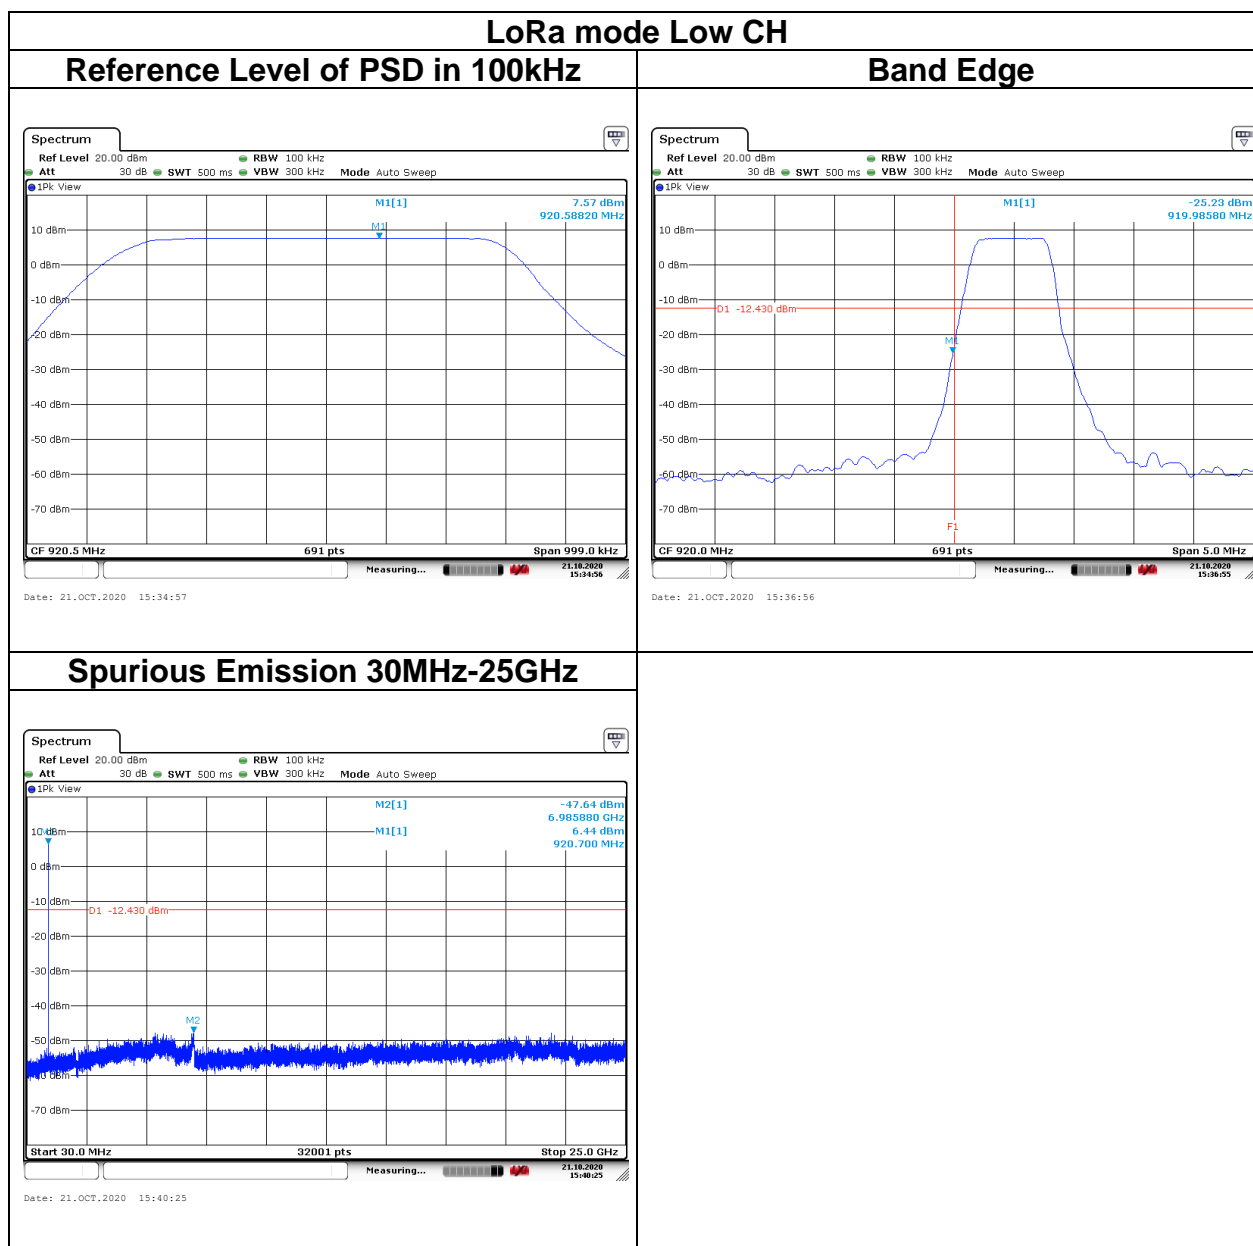 LoRa mode Low CH
Reference Level of PSD in 100kHz
Band Edge
Spectrum
Ref Level 20.00 dBm RBW 100 kHz
Att 30 dB SWT 500 ms VBW 300 kHz Mode Auto Sweep
1Pk View
M1[1] 7.57 dBm
920.58820 MHz
M1
10 dBm
0 dBm
-10 dBm
-20 dBm
-30 dBm
-40 dBm
-50 dBm
-60 dBm
-70 dBm
CF 920.5 MHz 691 pts Span 999.0 kHz
Measuring... 21.10.2020
15:34:56
Date: 21.OCT.2020 15:34:57
Spectrum
Ref Level 20.00 dBm RBW 100 kHz
Att 30 dB SWT 500 ms VBW 300 kHz Mode Auto Sweep
1Pk View
M1[1] -25.23 dBm
919.98580 MHz
10 dBm
0 dBm
-10 dBm
D1 -12.430 dBm
-20 dBm
M1
-30 dBm
-40 dBm
-50 dBm
-60 dBm
-70 dBm
F1
CF 920.0 MHz 691 pts Span 5.0 MHz
Measuring... 21.10.2020
15:36:55
Date: 21.OCT.2020 15:36:56
Spurious Emission 30MHz-25GHz
Spectrum
Ref Level 20.00 dBm RBW 100 kHz
Att 30 dB SWT 500 ms VBW 300 kHz Mode Auto Sweep
1Pk View
M2[1] -47.64 dBm
6.985880 GHz
M1[1] 6.44 dBm
920.700 MHz
10 dBm
0 dBm
-10 dBm
D1 -12.430 dBm
-20 dBm
-30 dBm
-40 dBm
M2
-50 dBm
-70 dBm
Start 30.0 MHz 32001 pts Stop 25.0 GHz
Measuring... 21.10.2020
15:40:25
Date: 21.OCT.2020 15:40:25